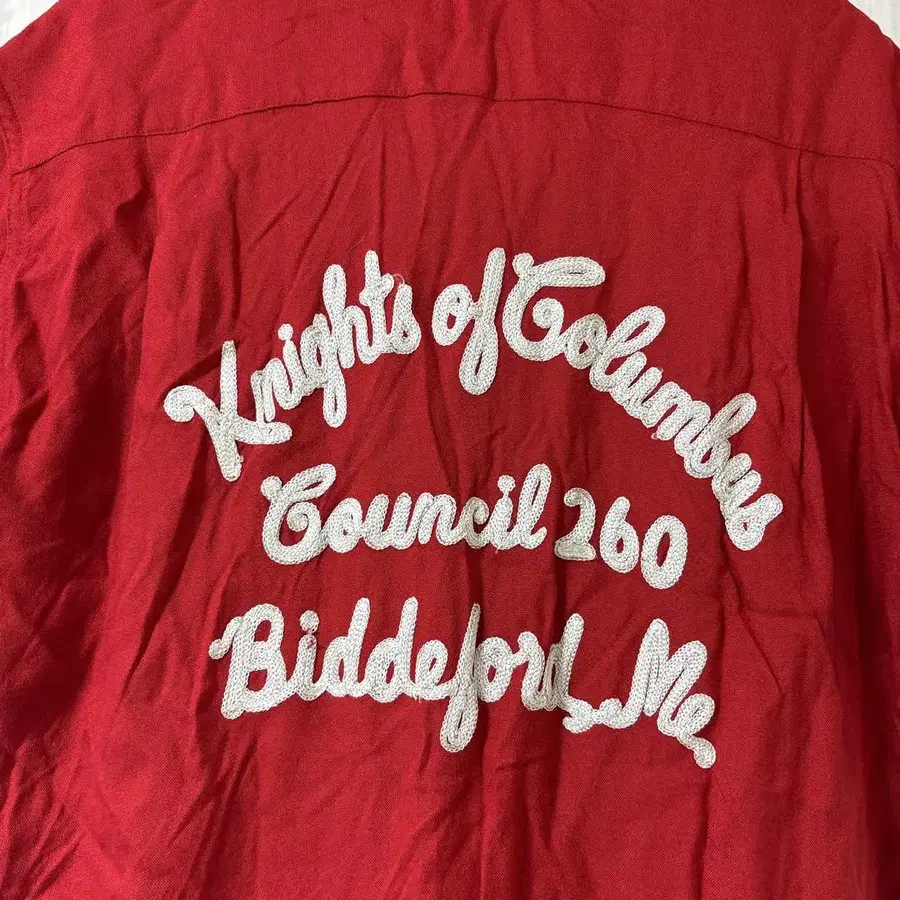 Knights of Columbus
Council 260
Biddeford, Me